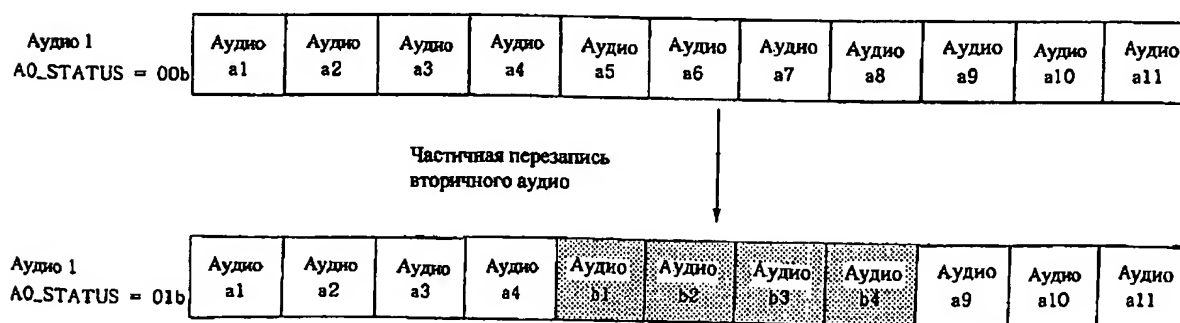 Аудио 1
A0_STATUS = 00b
Аудио Аудио Аудио Аудио Аудио Аудио Аудио Аудио Аудио Аудио Аудио
a1 a2 a3 a4 a5 a6 a7 a8 a9 a10 a11
Частичная перезапись
вторичного аудио
Аудио 1
A0_STATUS = 01b
Аудио Аудио Аудио Аудио Аудио Аудио Аудио Аудио Аудио Аудио Аудио
a1 a2 a3 a4 b1 b2 b3 b4 a9 a10 a11